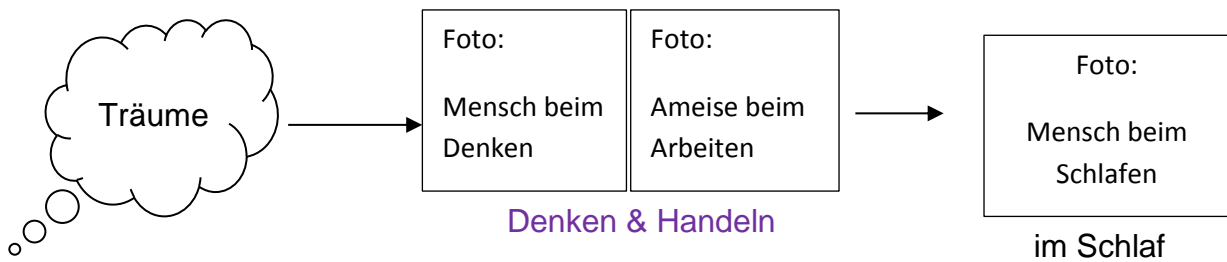 Träume
Foto:
Mensch beim
Denken
Foto:
Ameise beim
Arbeiten
Denken & Handeln
Foto:
Mensch beim
Schlafen
im Schlaf